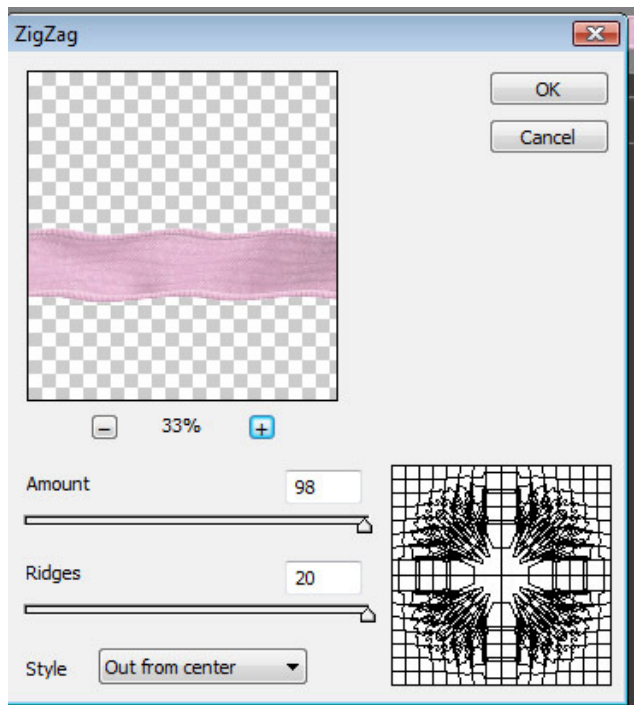 ZigZag
OK
Cancel
33%
Amount 98
Ridges 20
Style Out from center